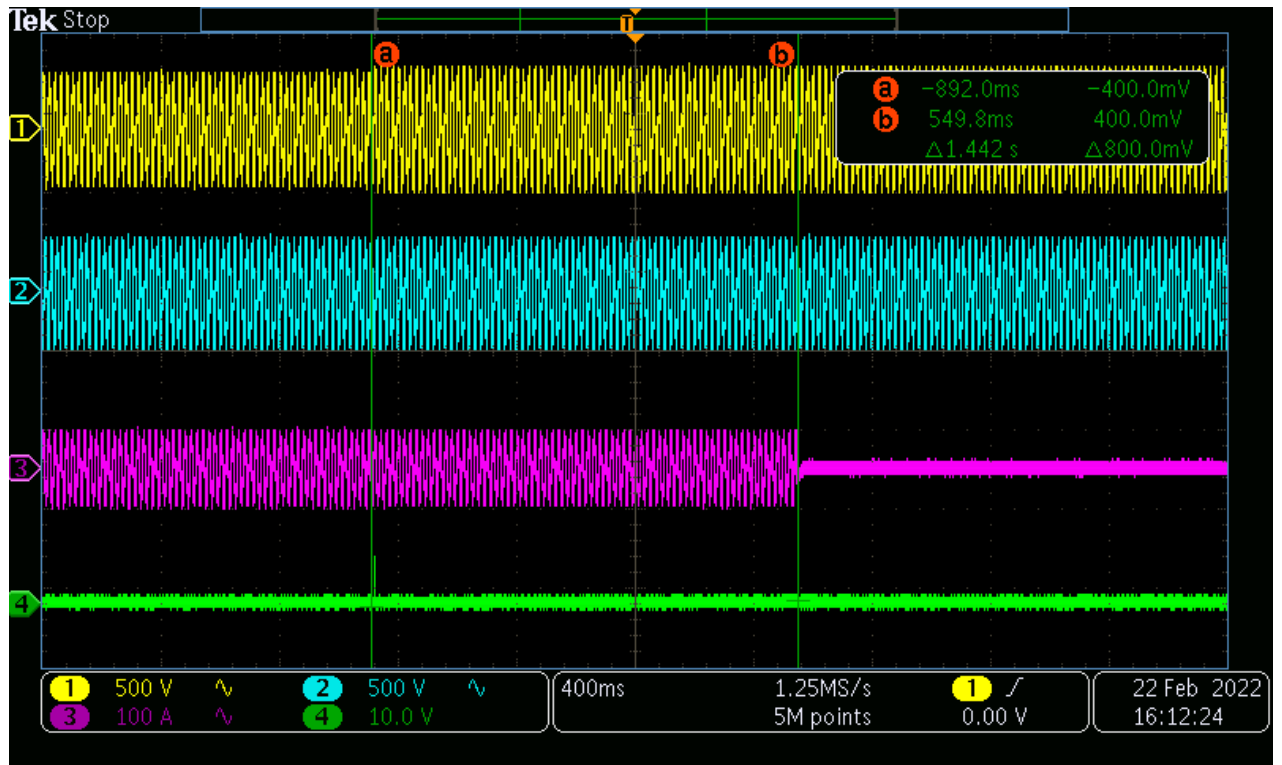 Tek Stop
T
a b
a -892.0ms -400.0mV
b 549.8ms 400.0mV
△1.442 s △800.0mV
1
2
3
4
1 500 V 2 500 V 400ms 1.25MS/s 1 22 Feb 2022
3 100 A 4 10.0 V 5M points 0.00 V 16:12:24